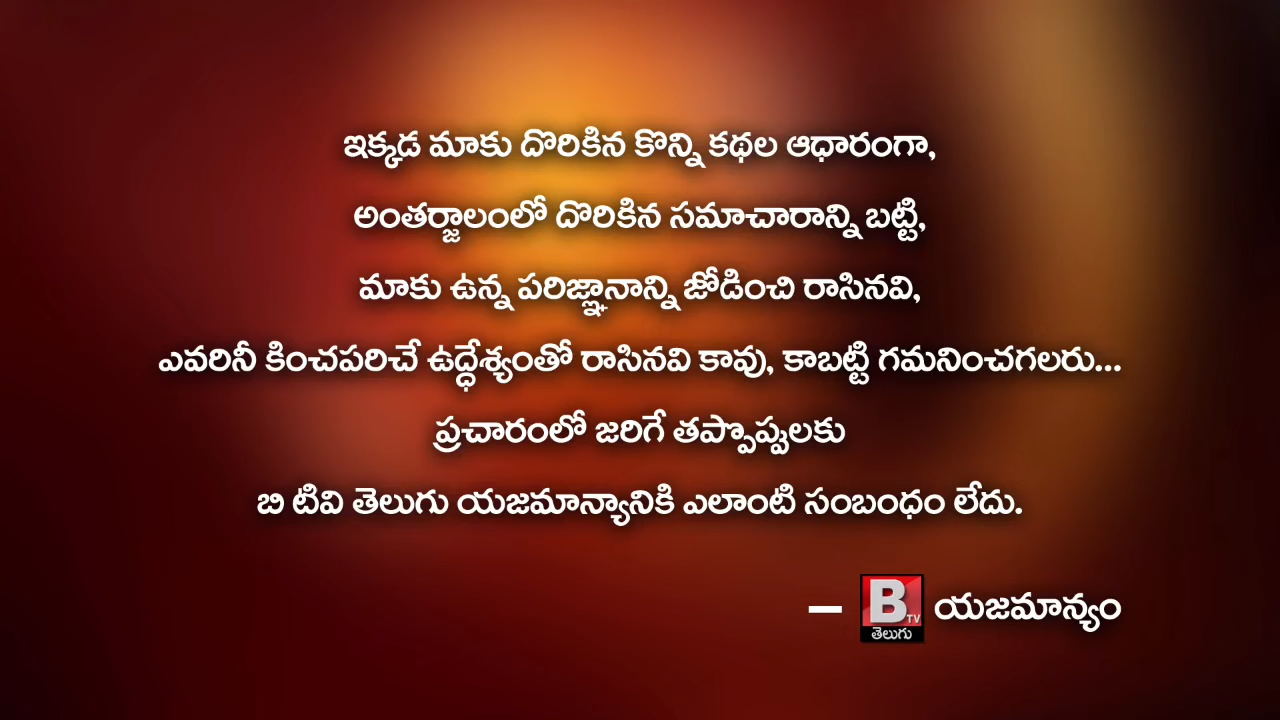 ఇక్కడ మాకు దొరికిన కొన్ని కథల ఆధారంగా,
అంతర్జాలంలో దొరికిన సమాచారాన్ని బట్టి,
మాకు ఉన్న పరిజ్ఞానాన్ని జోడించి రాసినవి,
ఎవరినీ కించపరిచే ఉద్ధేశ్యంతో రాసినవి కావు, కాబట్టి గమనించగలరు...
ప్రచారంలో జరిగే తప్పొప్పులకు
బి టివి తెలుగు యజమాన్యానికి ఎలాంటి సంబంధం లేదు.
– B TV తెలుగు యజమాన్యం